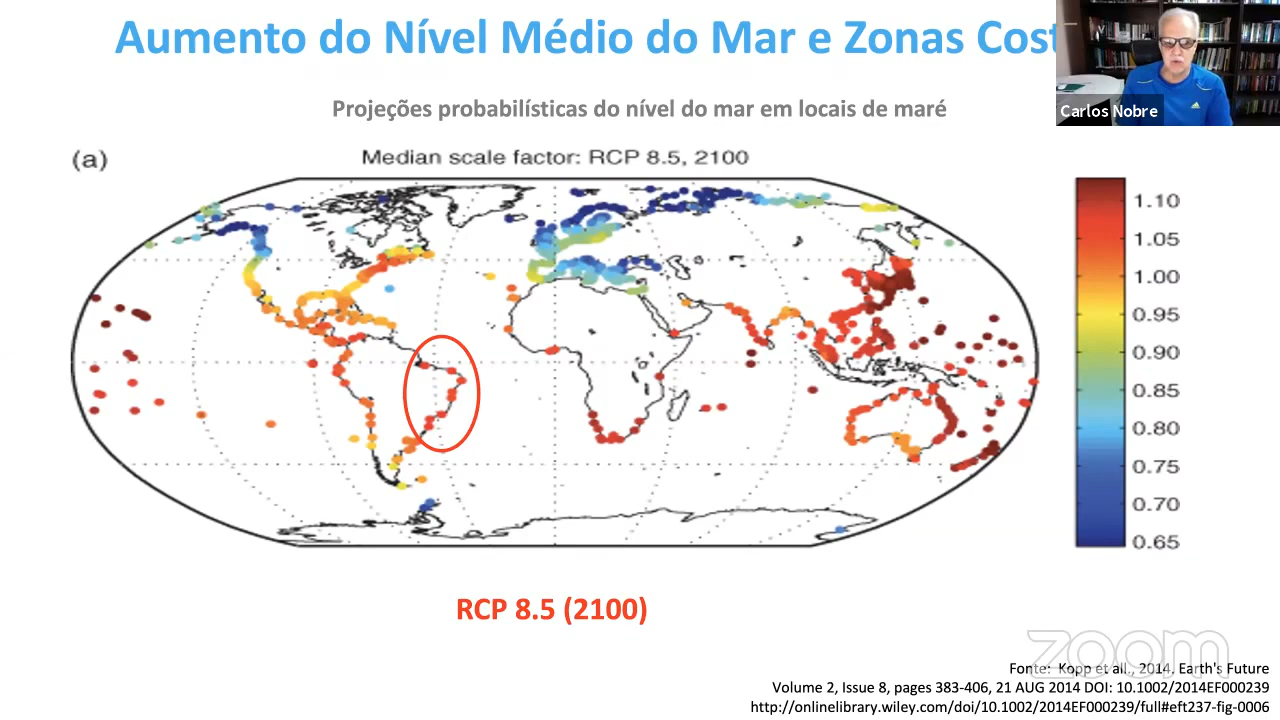 Aumento do Nível Médio do Mar e Zonas Cost
Carlos Nobre
Projeções probabilísticas do nível do mar em locais de maré
(a)
Median scale factor: RCP 8.5, 2100
1.10
1.05
1.00
0.95
0.90
0.85
0.80
0.75
0.70
0.65
RCP 8.5 (2100)
zoom
Fonte: Kopp et all., 2014. Earth's Future
Volume 2, Issue 8, pages 383-406, 21 AUG 2014 DOI: 10.1002/2014EF000239
http://onlinelibrary.wiley.com/doi/10.1002/2014EF000239/full#eft237-fig-0006